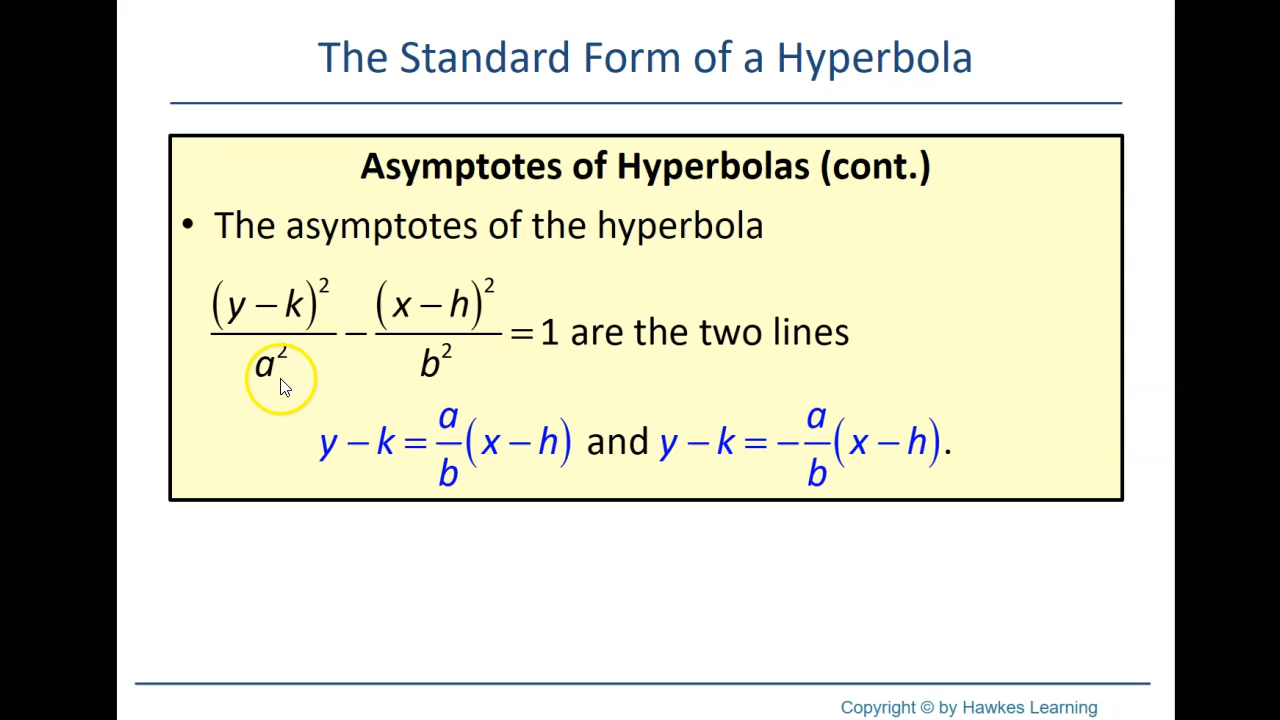 The Standard Form of a Hyperbola
Asymptotes of Hyperbolas (cont.)
• The asymptotes of the hyperbola
(y − k)²/a² − (x − h)²/b² = 1 are the two lines
y − k = a/b (x − h) and y − k = − a/b (x − h).
Copyright © by Hawkes Learning